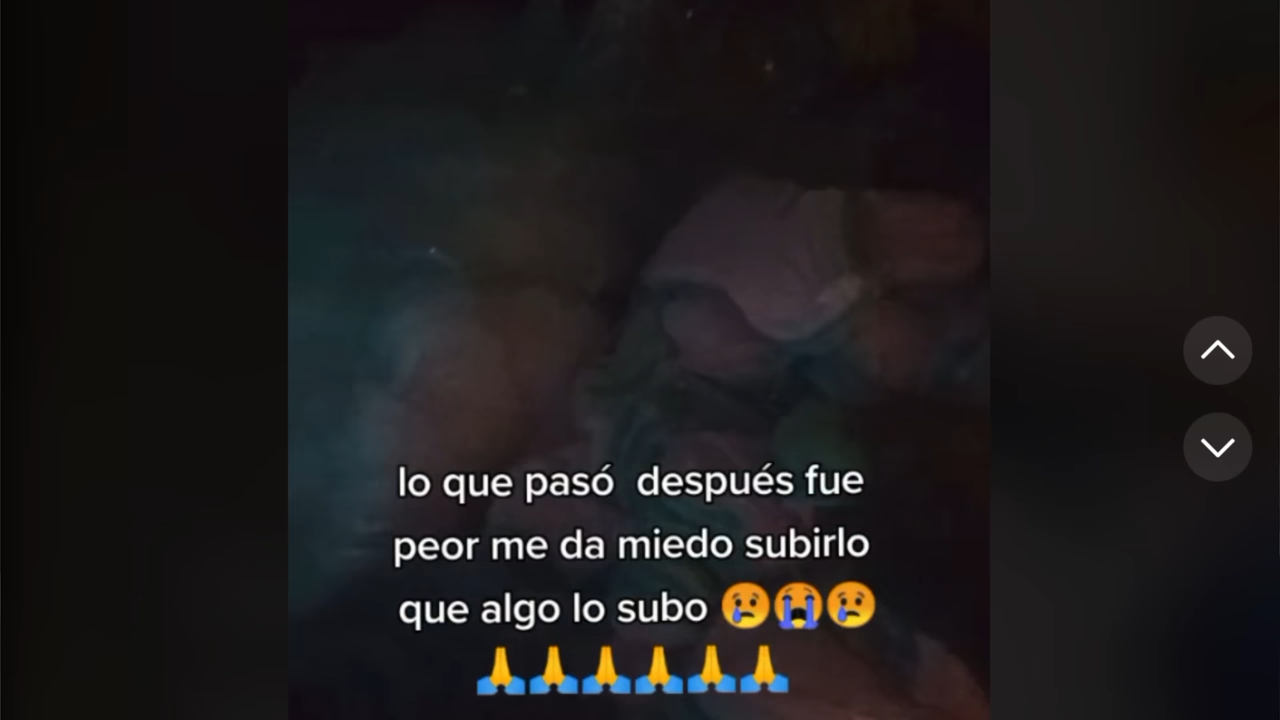 lo que pasó  después fue
peor me da miedo subirlo
que algo lo subo 😢😭😢
🙏🙏🙏🙏🙏🙏